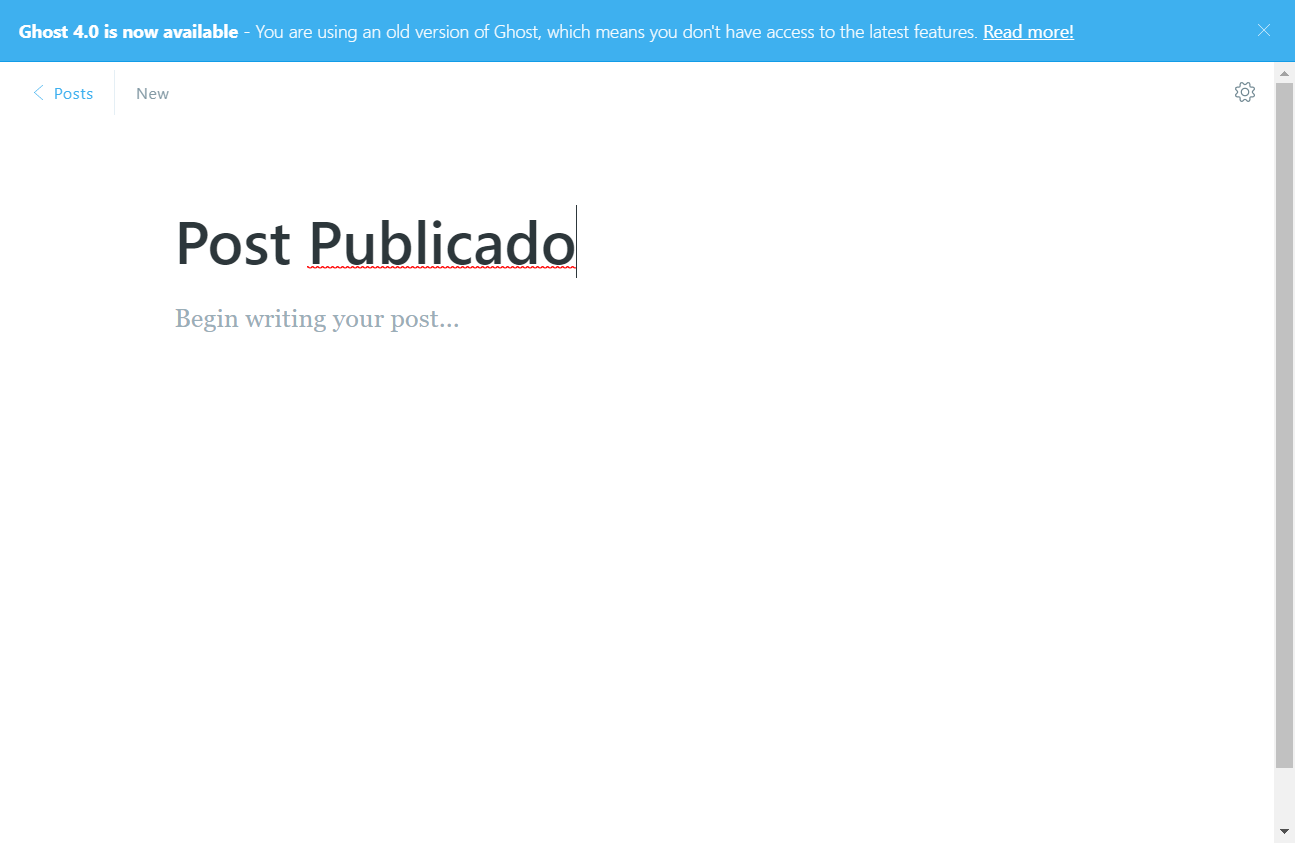 Ghost 4.0 is now available - You are using an old version of Ghost, which means you don't have access to the latest features. Read more!
Posts
New
Post Publicado
Begin writing your post...